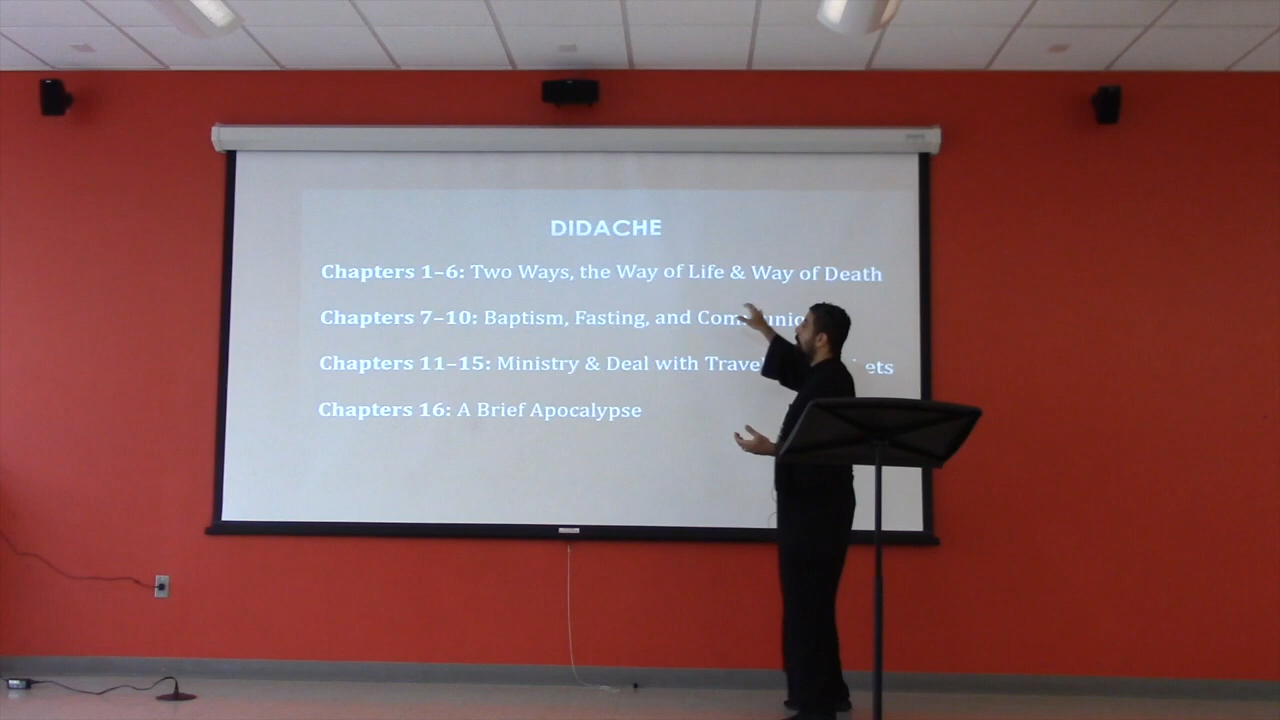 DIDACHE
Chapters 1–6: Two Ways, the Way of Life & Way of Death
Chapters 7–10: Baptism, Fasting, and
Chapters 11–15: Ministry & Deal with
Chapters 16: A Brief Apocalypse